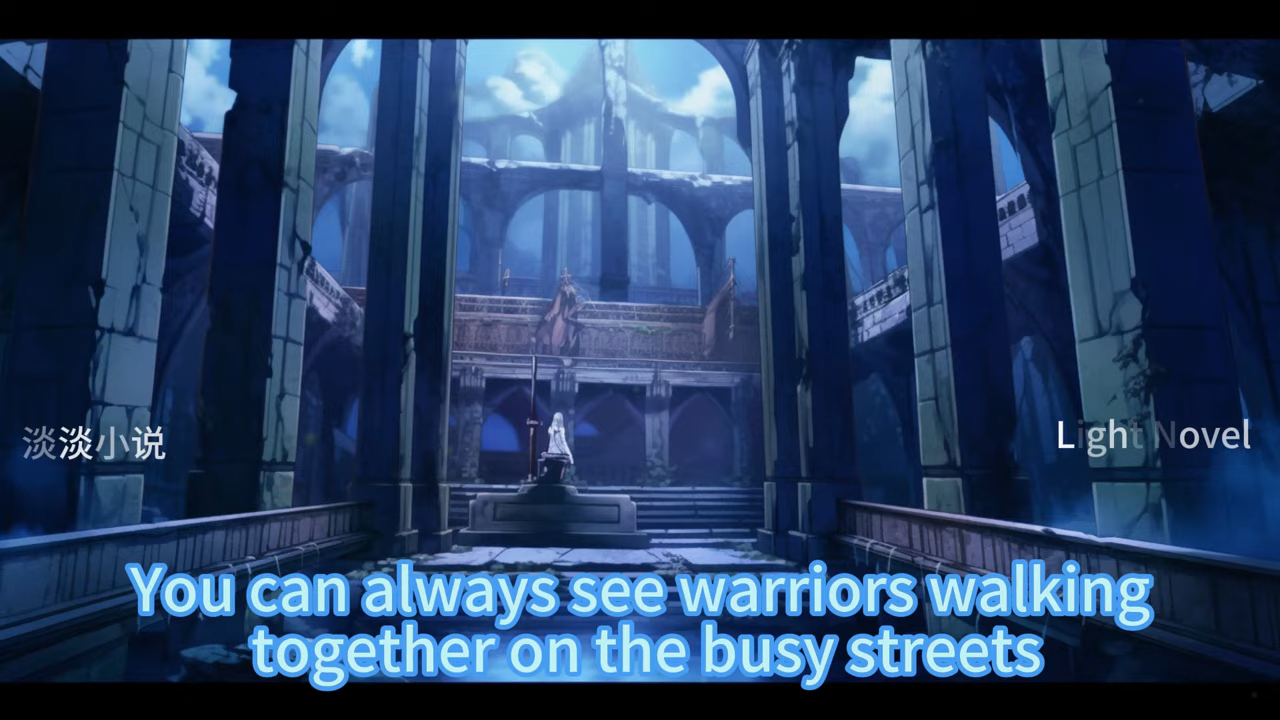 淡淡小说
Light Novel
You can always see warriors walking
together on the busy streets